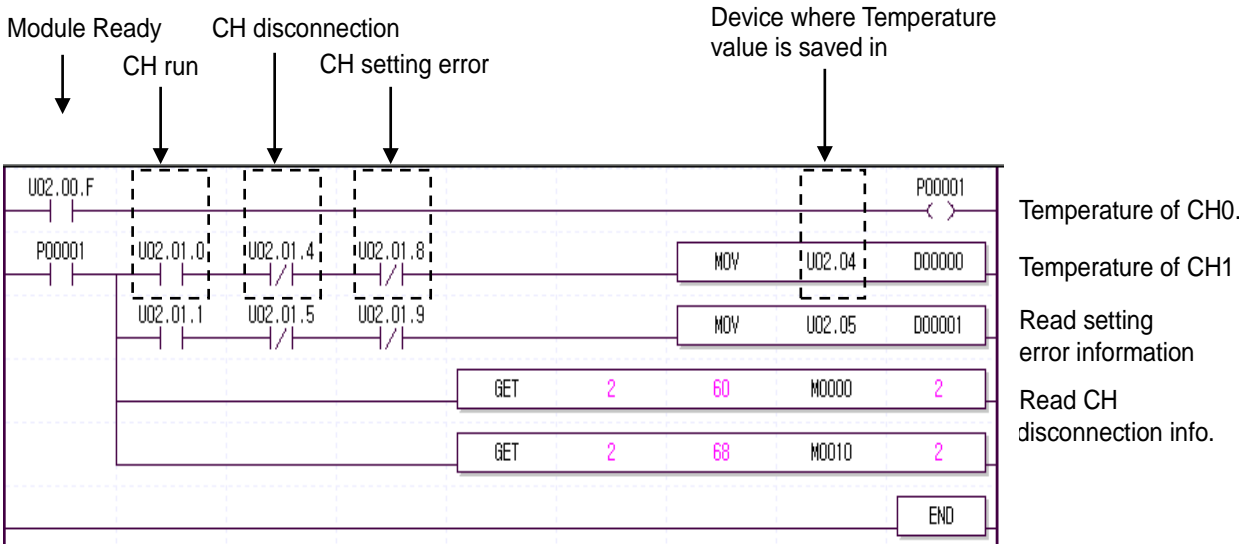 Module Ready
CH disconnection
Device where Temperature
value is saved in
CH run
CH setting error
U02.00.F
P00001
Temperature of CH0.
P00001
U02.01.0
U02.01.4
U02.01.8
MOV U02.04 D00000
Temperature of CH1
U02.01.1
U02.01.5
U02.01.9
MOV U02.05 D00001
Read setting
error information
GET 2 60 M0000 2
Read CH
disconnection info.
GET 2 68 M0010 2
END